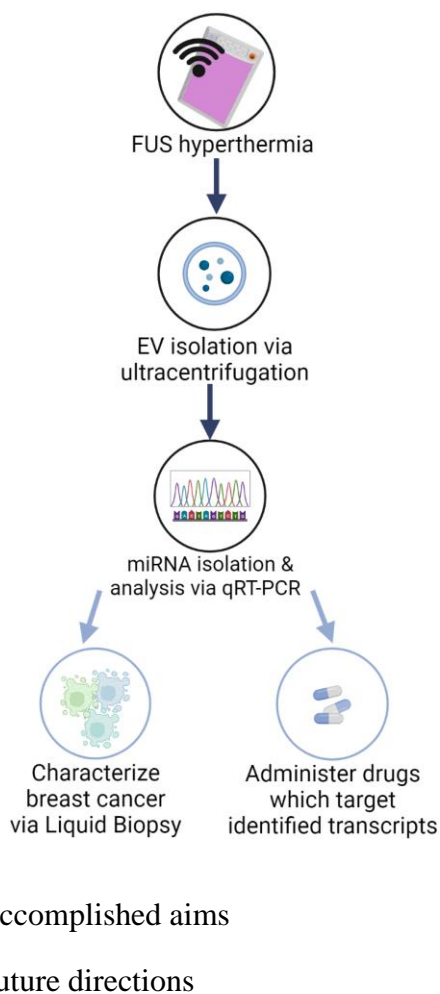 FUS hyperthermia
EV isolation via
ultracentrifugation
miRNA isolation &
analysis via qRT-PCR
Characterize
breast cancer
via Liquid Biopsy
Administer drugs
which target
identified transcripts
ccomplished aims
uture directions